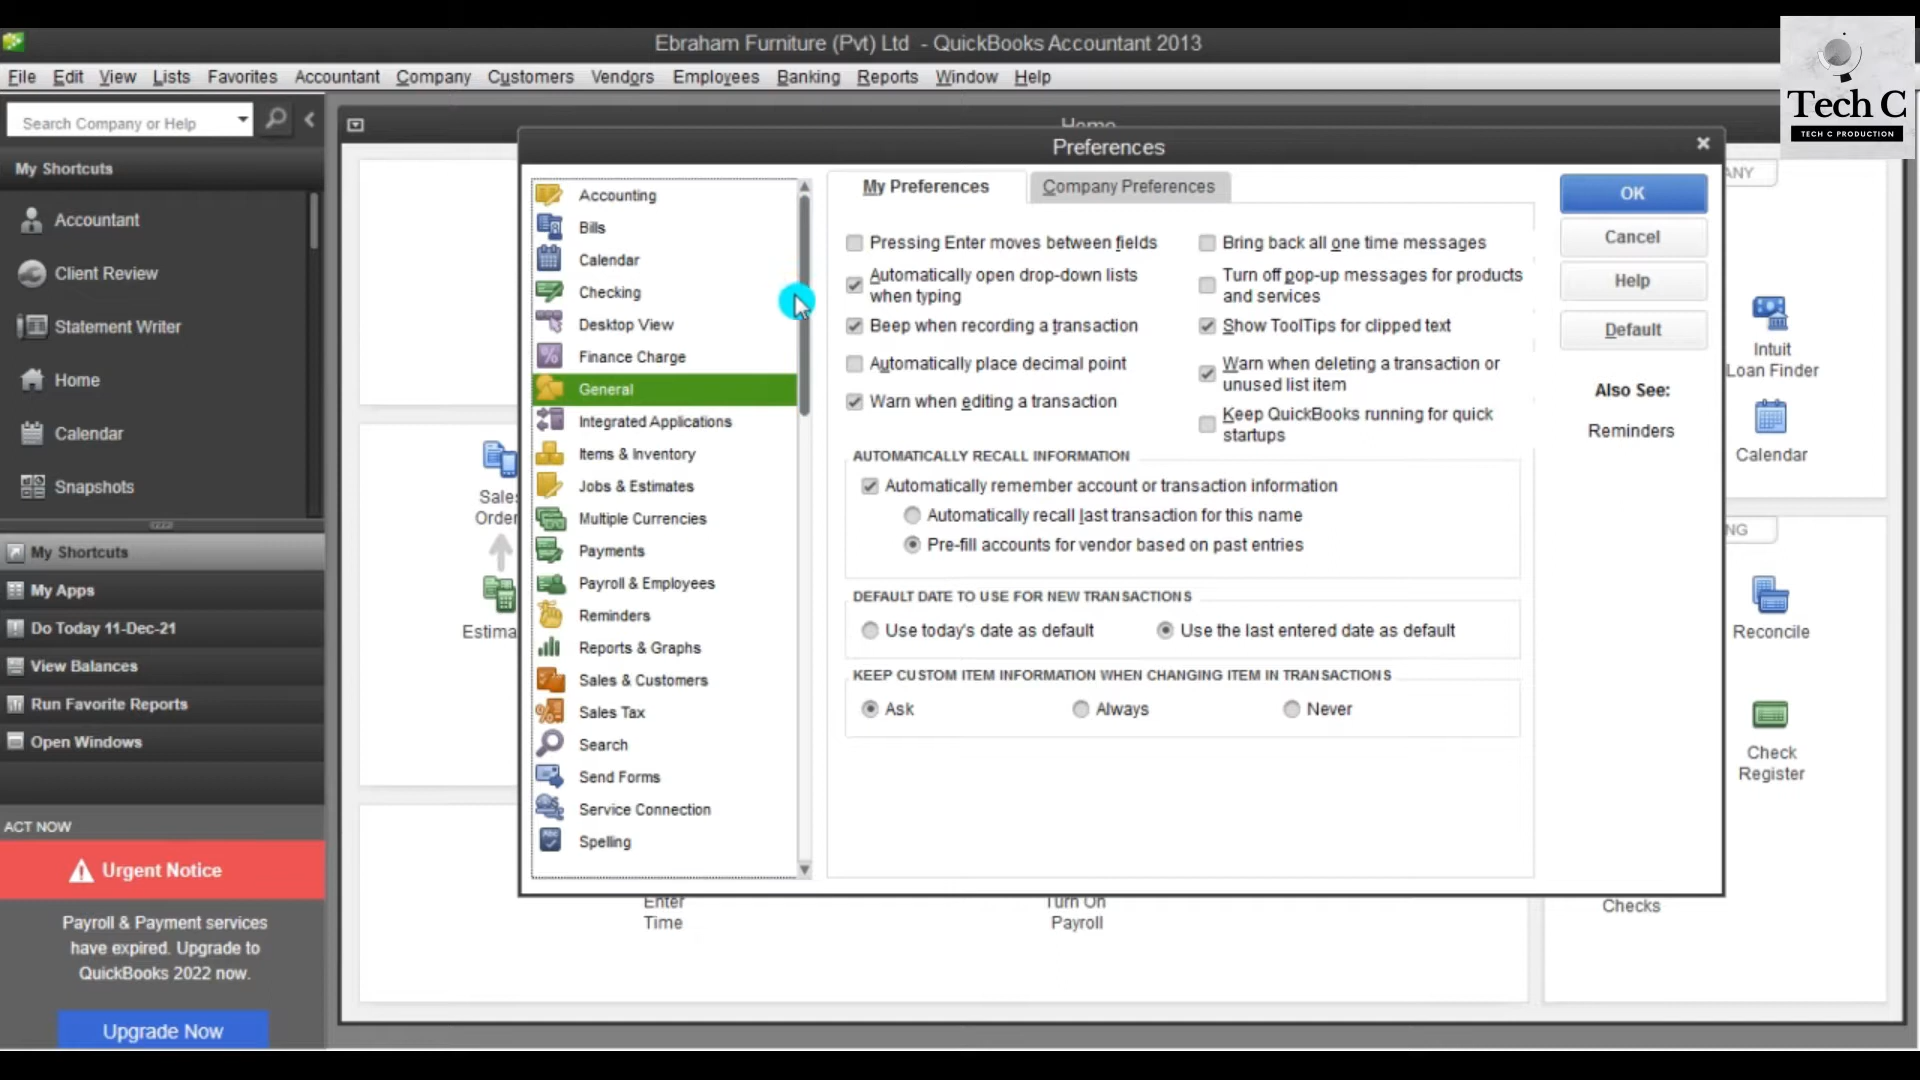 Ebraham Furniture (Pvt) Ltd - QuickBooks Accountant 2013
Tech C
TECH C PRODUCTION
File Edit View Lists Favorites Accountant Company Customers Vendors Employees Banking Reports Window Help
Search Company or Help
My Shortcuts
Accountant
Client Review
Statement Writer
Home
Calendar
Snapshots
My Shortcuts
My Apps
Do Today 11-Dec-21
View Balances
Run Favorite Reports
Open Windows
ACT NOW
Urgent Notice
Payroll & Payment services
have expired. Upgrade to
QuickBooks 2022 now.
Upgrade Now
Home
Preferences
Accounting
Bills
Calendar
Checking
Desktop View
Finance Charge
General
Integrated Applications
Items & Inventory
Jobs & Estimates
Multiple Currencies
Payments
Payroll & Employees
Reminders
Reports & Graphs
Sales & Customers
Sales Tax
Search
Send Forms
Service Connection
Spelling
My Preferences
Company Preferences
Pressing Enter moves between fields
Automatically open drop-down lists
when typing
Beep when recording a transaction
Automatically place decimal point
Warn when editing a transaction
Bring back all one time messages
Turn off pop-up messages for products
and services
Show ToolTips for clipped text
Warn when deleting a transaction or
unused list item
Keep QuickBooks running for quick
startups
AUTOMATICALLY RECALL INFORMATION
Automatically remember account or transaction information
Automatically recall last transaction for this name
Pre-fill accounts for vendor based on past entries
DEFAULT DATE TO USE FOR NEW TRANSACTIONS
Use today's date as default
Use the last entered date as default
KEEP CUSTOM ITEM INFORMATION WHEN CHANGING ITEM IN TRANSACTIONS
Ask
Always
Never
OK
Cancel
Help
Default
Also See:
Reminders
Sales
Order
Estima
Enter
Time
Turn On
Payroll
ANY
Intuit
Loan Finder
Calendar
NG
Reconcile
Check
Register
Checks